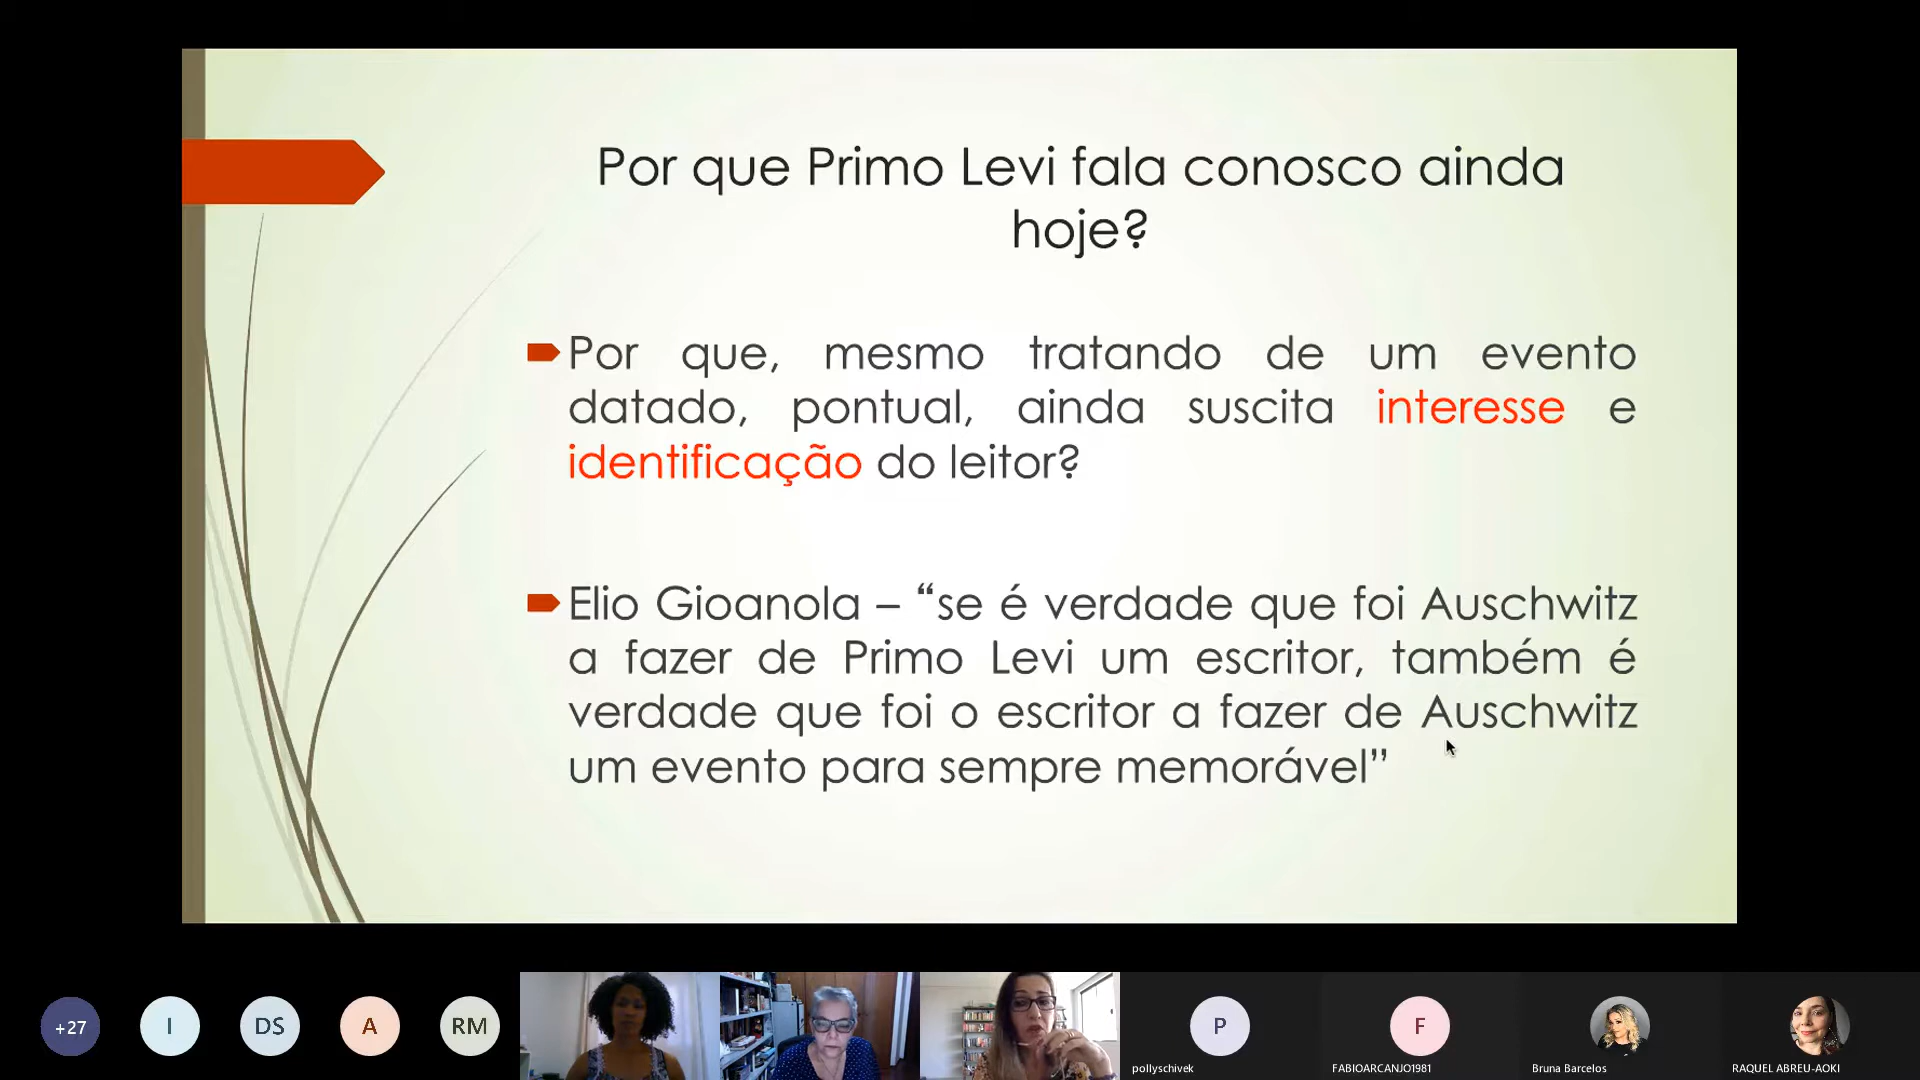 Por que Primo Levi fala conosco ainda
hoje?
Por que, mesmo tratando de um evento
datado, pontual, ainda suscita interesse e
identificação do leitor?
Elio Gioanola – “se é verdade que foi Auschwitz
a fazer de Primo Levi um escritor, também é
verdade que foi o escritor a fazer de Auschwitz
um evento para sempre memorável”
+27
I
DS
A
RM
P
F
pollyschivek
FABIOARCANJO1981
Bruna Barcelos
RAQUEL ABREU-AOKI